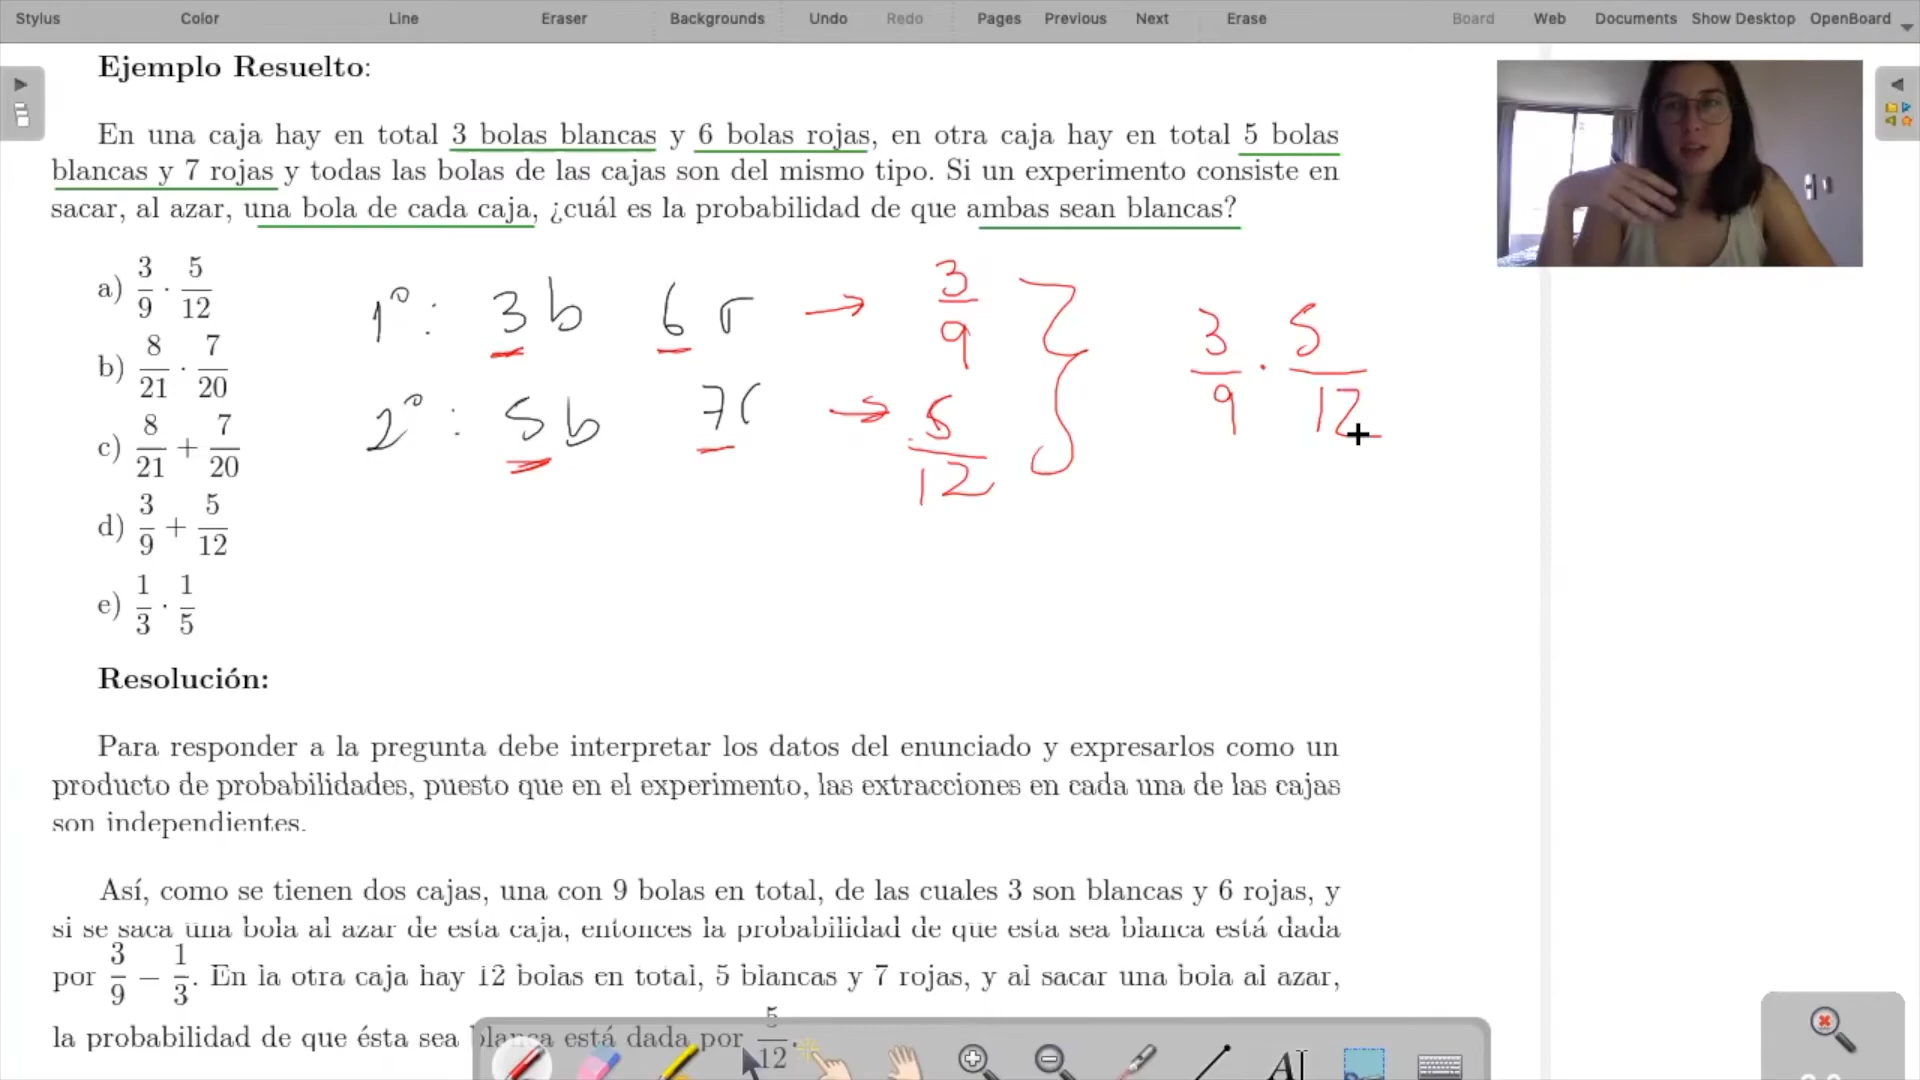 Stylus Color Line Eraser Backgrounds Undo Redo Pages Previous Next Erase Board Web Documents Show Desktop OpenBoard
Ejemplo Resuelto:
En una caja hay en total 3 bolas blancas y 6 bolas rojas, en otra caja hay en total 5 bolas
blancas y 7 rojas y todas las bolas de las cajas son del mismo tipo. Si un experimento consiste en
sacar, al azar, una bola de cada caja, ¿cuál es la probabilidad de que ambas sean blancas?
a) 3/9 · 5/12
b) 8/21 · 7/20
c) 8/21 + 7/20
d) 3/9 + 5/12
e) 1/3 · 1/5
1º: 3 b 6 r → 3/9
2º: 5 b 7 r → 5/12
3/9 · 5/12
Resolución:
Para responder a la pregunta debe interpretar los datos del enunciado y expresarlos como un
producto de probabilidades, puesto que en el experimento, las extracciones en cada una de las cajas
son independientes.
Así, como se tienen dos cajas, una con 9 bolas en total, de las cuales 3 son blancas y 6 rojas, y
si se saca una bola al azar de esta caja, entonces la probabilidad de que esta sea blanca está dada
por 3/9 − 1/3. En la otra caja hay 12 bolas en total, 5 blancas y 7 rojas, y al sacar una bola al azar,
la probabilidad de que ésta sea blanca está dada por 5/12.